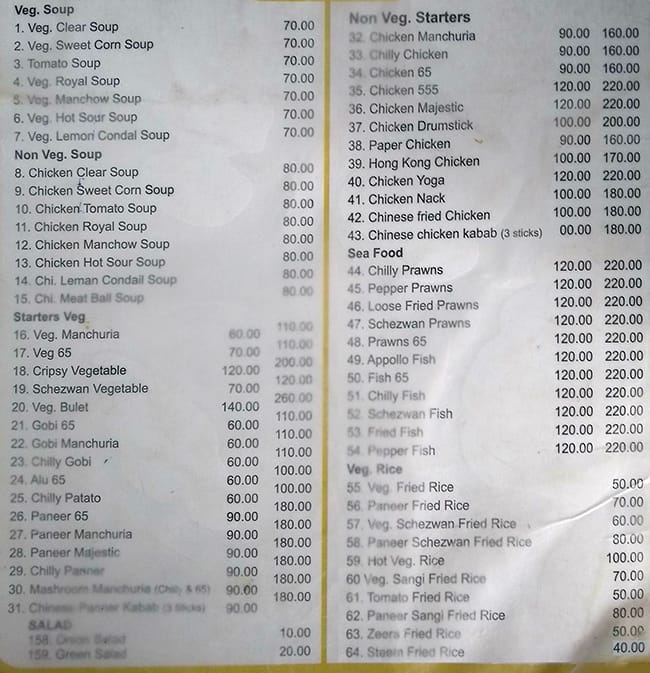 Veg. Soup
1. Veg. Clear Soup 70.00
2. Veg. Sweet Corn Soup 70.00
3. Tomato Soup 70.00
4. Veg. Royal Soup 70.00
5. Veg. Manchow Soup 70.00
6. Veg. Hot Sour Soup 70.00
7. Veg. Lemon Condal Soup 70.00
Non Veg. Soup
8. Chicken Clear Soup 80.00
9. Chicken Sweet Corn Soup 80.00
10. Chicken Tomato Soup 80.00
11. Chicken Royal Soup 80.00
12. Chicken Manchow Soup 80.00
13. Chicken Hot Sour Soup 80.00
14. Chi. Leman Condail Soup 80.00
15. Chi. Meat Ball Soup 80.00
Starters Veg
16. Veg. Manchuria 60.00 110.00
17. Veg 65 70.00 110.00
18. Cripsy Vegetable 120.00 200.00
19. Schezwan Vegetable 70.00 120.00
20. Veg. Bulet 140.00 260.00
21. Gobi 65 60.00 110.00
22. Gobi Manchuria 60.00 110.00
23. Chilly Gobi 60.00 110.00
24. Alu 65 60.00 100.00
25. Chilly Patato 60.00 100.00
26. Paneer 65 90.00 180.00
27. Paneer Manchuria 90.00 180.00
28. Paneer Majestic 90.00 180.00
29. Chilly Panner 90.00 180.00
30. Mashroom Manchuria (Chilly & 65) 90.00 180.00
31. Chinese Panner Kabab (3 Sticks) 90.00 180.00
SALAD
158. Onion Salad 10.00
159. Green Salad 20.00
Non Veg. Starters
32. Chicken Manchuria 90.00 160.00
33. Chilly Chicken 90.00 160.00
34. Chicken 65 90.00 160.00
35. Chicken 555 120.00 220.00
36. Chicken Majestic 120.00 220.00
37. Chicken Drumstick 100.00 200.00
38. Paper Chicken 90.00 160.00
39. Hong Kong Chicken 100.00 170.00
40. Chicken Yoga 120.00 220.00
41. Chicken Nack 100.00 180.00
42. Chinese fried Chicken 100.00 180.00
43. Chinese chicken kabab (3 sticks) 00.00 180.00
Sea Food
44. Chilly Prawns 120.00 220.00
45. Pepper Prawns 120.00 220.00
46. Loose Fried Prawns 120.00 220.00
47. Schezwan Prawns 120.00 220.00
48. Prawns 65 120.00 220.00
49. Appollo Fish 120.00 220.00
50. Fish 65 120.00 220.00
51. Chilly Fish 120.00 220.00
52. Schezwan Fish 120.00 220.00
53. Fried Fish 120.00 220.00
54. Pepper Fish 120.00 220.00
Veg. Rice
55. Veg. Fried Rice 50.00
56. Paneer Fried Rice 70.00
57. Veg. Schezwan Fried Rice 60.00
58. Paneer Schezwan Fried Rice 80.00
59. Hot Veg. Rice 100.00
60 Veg. Sangi Fried Rice 70.00
61. Tomato Fried Rice 50.00
62. Paneer Sangi Fried Rice 80.00
63. Zeera Fried Rice 50.00
64. Steem Fried Rice 40.00